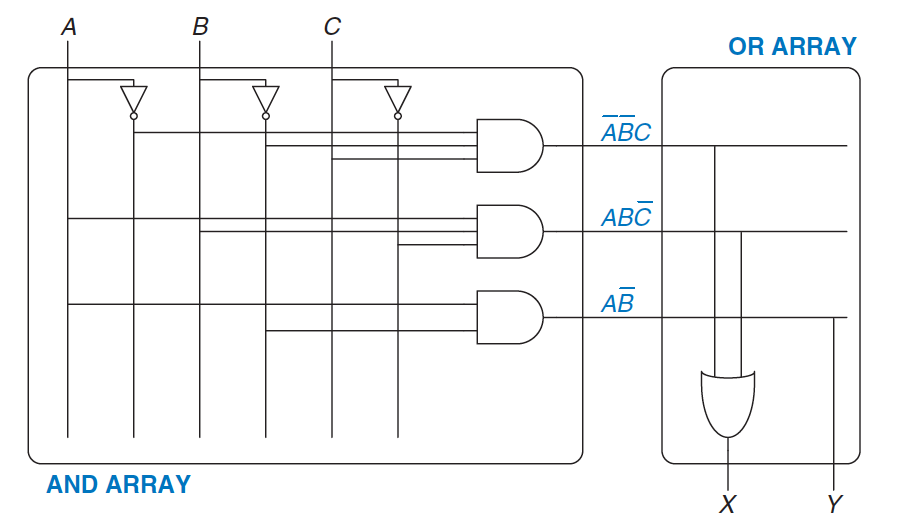 A B C
OR ARRAY
A̅B̅C
ABC̅
AB̅
AND ARRAY
X Y